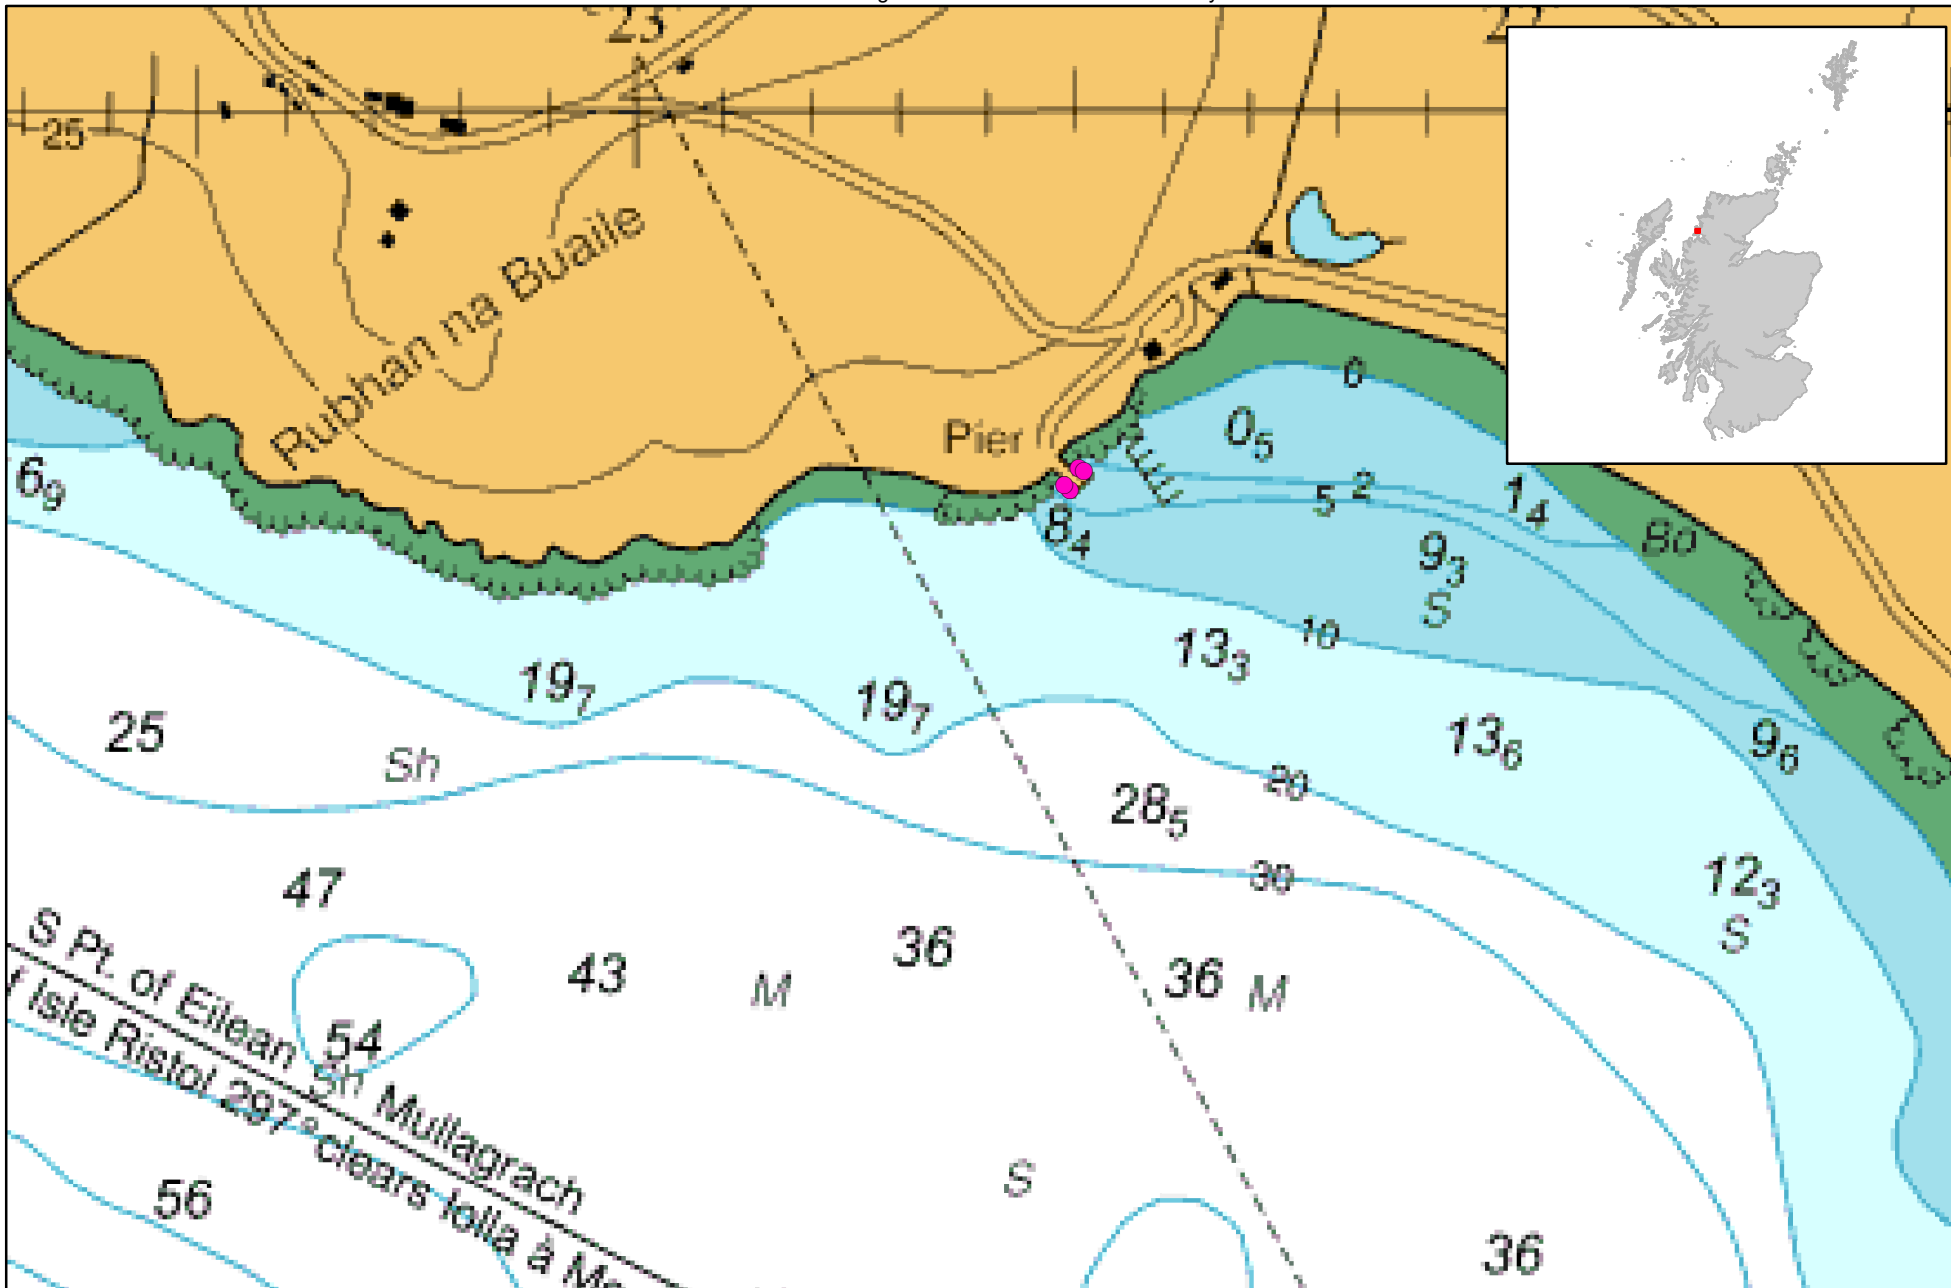 23
25
Rubhan na Buaile
Pier
0
6
0₅
6₉
2
1₄
5
8₄
Bo
9₃
S
10
13₃
19₇
19₇
25
13₆
9₆
Sh
20
28₅
30
12₃
47
S
36
43
M
36
M
S Pt. of Eilean Mullagrach
54
Sh
Isle Ristol 297° clears Iolla à
S
56
36